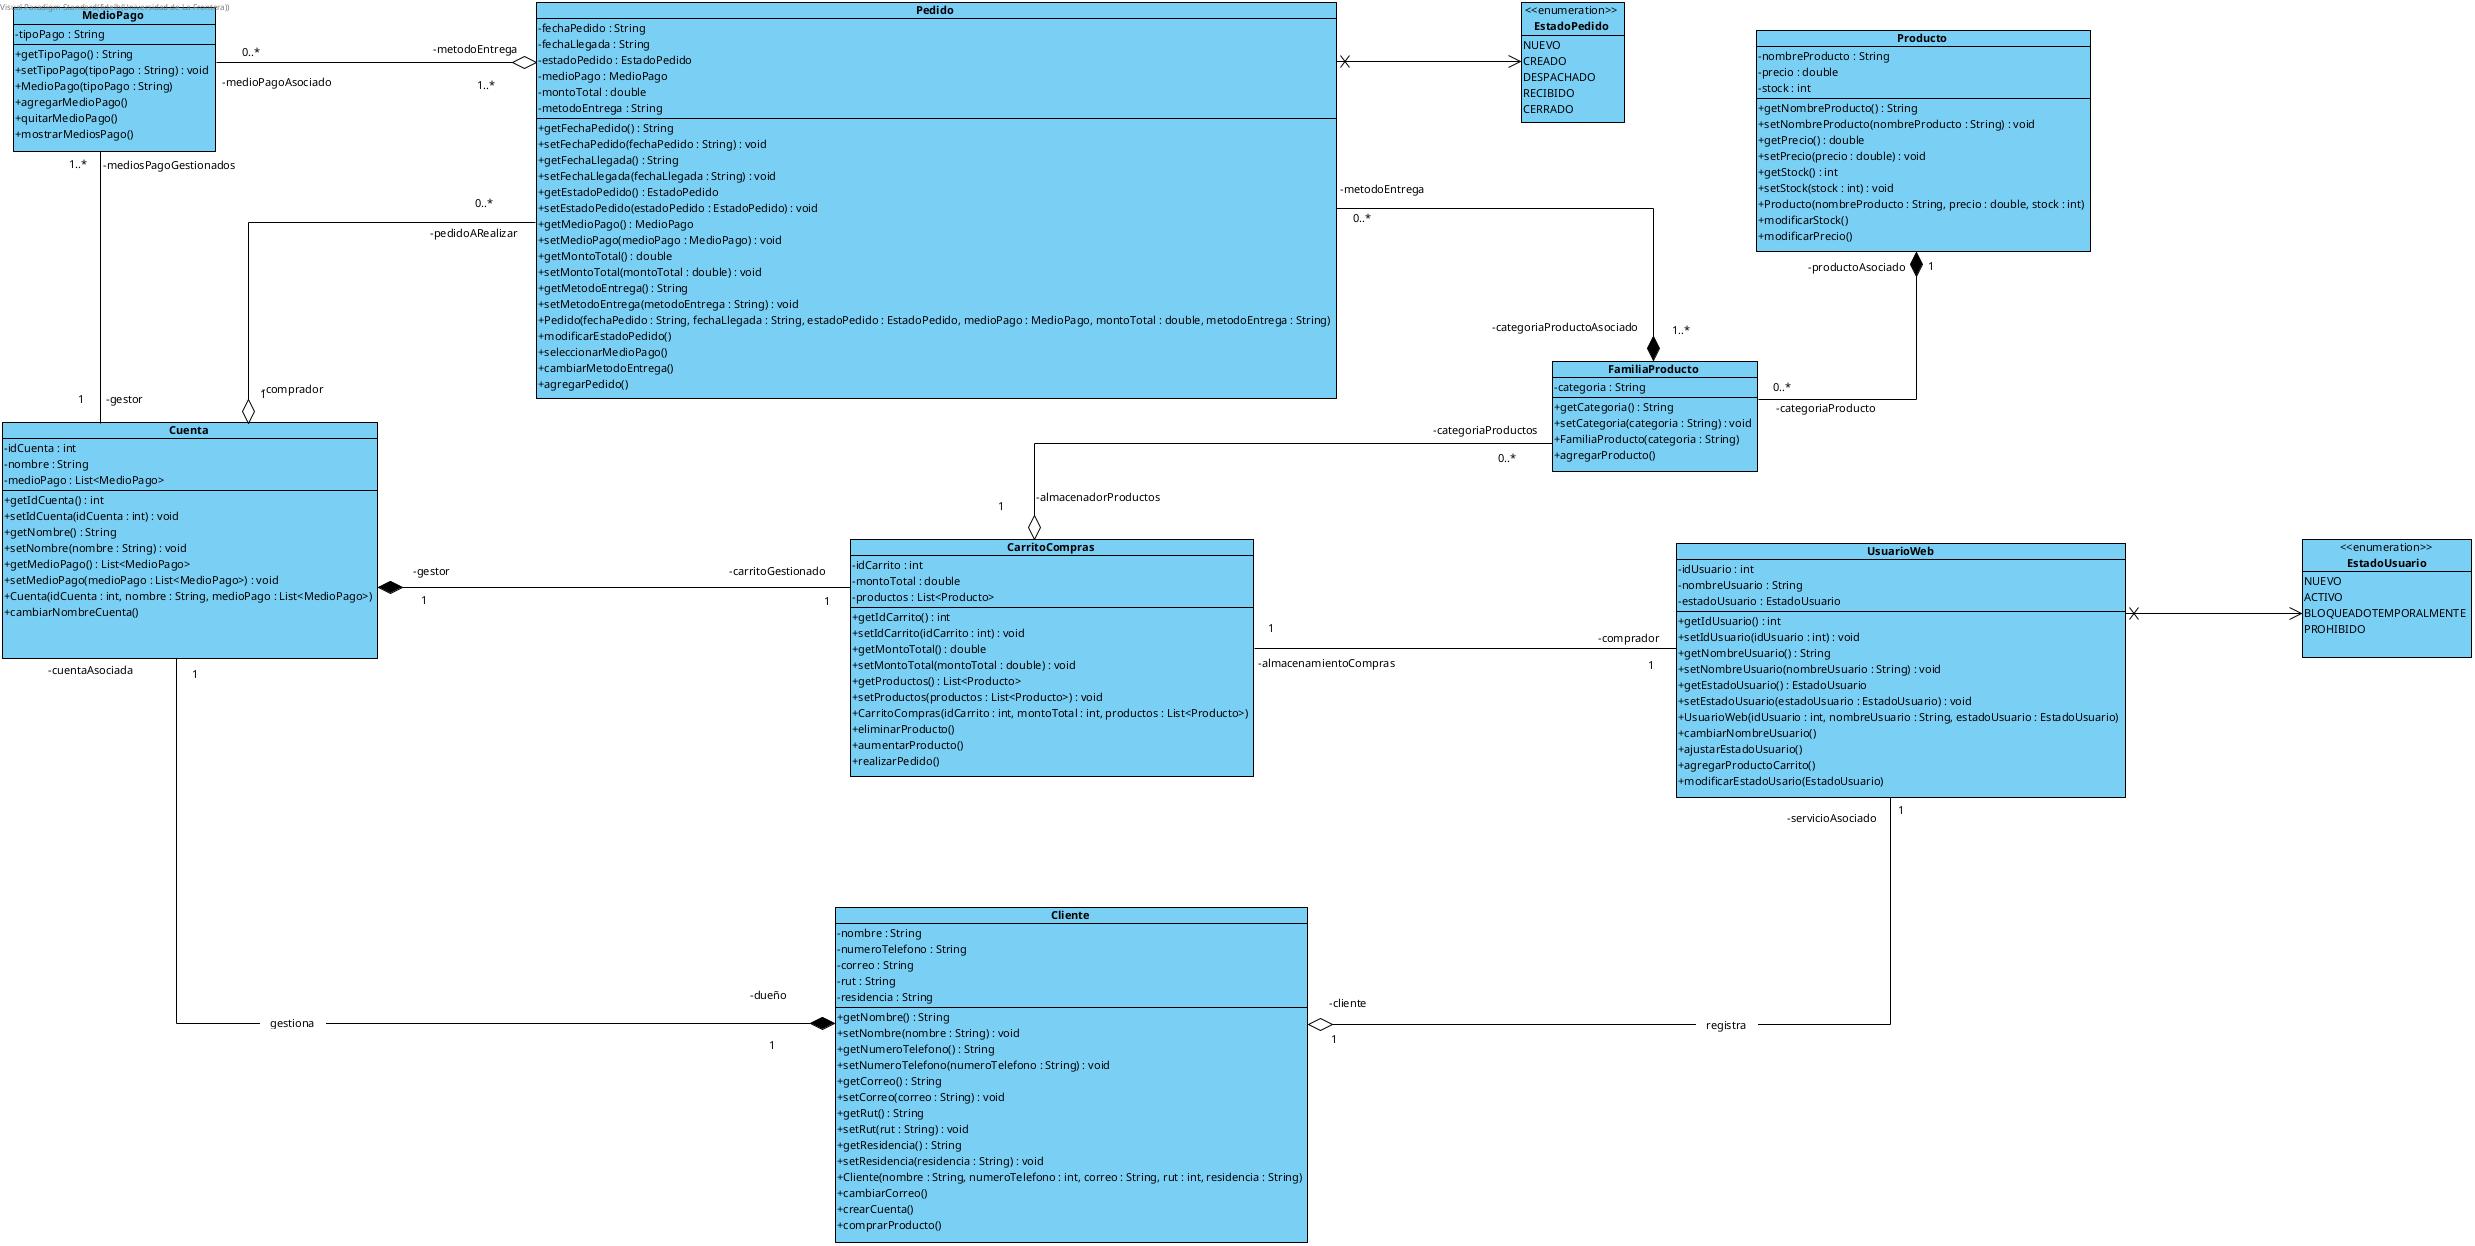 Visual Paradigm Standard(fidelb(Universidad de La Frontera))
MedioPago
-tipoPago : String
+getTipoPago() : String
+setTipoPago(tipoPago : String) : void
+MedioPago(tipoPago : String)
+agregarMedioPago()
+quitarMedioPago()
+mostrarMediosPago()
0..*
-medioPagoAsociado
-metodoEntrega
1..*
Pedido
-fechaPedido : String
-fechaLlegada : String
-estadoPedido : EstadoPedido
-medioPago : MedioPago
-montoTotal : double
-metodoEntrega : String
+getFechaPedido() : String
+setFechaPedido(fechaPedido : String) : void
+getFechaLlegada() : String
+setFechaLlegada(fechaLlegada : String) : void
+getEstadoPedido() : EstadoPedido
+setEstadoPedido(estadoPedido : EstadoPedido) : void
+getMedioPago() : MedioPago
+setMedioPago(medioPago : MedioPago) : void
+getMontoTotal() : double
+setMontoTotal(montoTotal : double) : void
+getMetodoEntrega() : String
+setMetodoEntrega(metodoEntrega : String) : void
+Pedido(fechaPedido : String, fechaLlegada : String, estadoPedido : EstadoPedido, medioPago : MedioPago, montoTotal : double, metodoEntrega : String)
+modificarEstadoPedido()
+seleccionarMedioPago()
+cambiarMetodoEntrega()
+agregarPedido()
<<enumeration>>
EstadoPedido
NUEVO
CREADO
DESPACHADO
RECIBIDO
CERRADO
Producto
-nombreProducto : String
-precio : double
-stock : int
+getNombreProducto() : String
+setNombreProducto(nombreProducto : String) : void
+getPrecio() : double
+setPrecio(precio : double) : void
+getStock() : int
+setStock(stock : int) : void
+Producto(nombreProducto : String, precio : double, stock : int)
+modificarStock()
+modificarPrecio()
1..*
-mediosPagoGestionados
0..*
-pedidoARealizar
-metodoEntrega
0..*
-productoAsociado
1
-categoriaProductoAsociado
1..*
1
-gestor
-comprador
1
FamiliaProducto
-categoria : String
+getCategoria() : String
+setCategoria(categoria : String) : void
+FamiliaProducto(categoria : String)
+agregarProducto()
0..*
-categoriaProducto
-categoriaProductos
0..*
Cuenta
-idCuenta : int
-nombre : String
-medioPago : List<MedioPago>
+getIdCuenta() : int
+setIdCuenta(idCuenta : int) : void
+getNombre() : String
+setNombre(nombre : String) : void
+getMedioPago() : List<MedioPago>
+setMedioPago(medioPago : List<MedioPago>) : void
+Cuenta(idCuenta : int, nombre : String, medioPago : List<MedioPago>)
+cambiarNombreCuenta()
1
-almacenadorProductos
-gestor
1
-carritoGestionado
1
CarritoCompras
-idCarrito : int
-montoTotal : double
-productos : List<Producto>
+getIdCarrito() : int
+setIdCarrito(idCarrito : int) : void
+getMontoTotal() : double
+setMontoTotal(montoTotal : double) : void
+getProductos() : List<Producto>
+setProductos(productos : List<Producto>) : void
+CarritoCompras(idCarrito : int, montoTotal : int, productos : List<Producto>)
+eliminarProducto()
+aumentarProducto()
+realizarPedido()
1
-almacenamientoCompras
-comprador
1
UsuarioWeb
-idUsuario : int
-nombreUsuario : String
-estadoUsuario : EstadoUsuario
+getIdUsuario() : int
+setIdUsuario(idUsuario : int) : void
+getNombreUsuario() : String
+setNombreUsuario(nombreUsuario : String) : void
+getEstadoUsuario() : EstadoUsuario
+setEstadoUsuario(estadoUsuario : EstadoUsuario) : void
+UsuarioWeb(idUsuario : int, nombreUsuario : String, estadoUsuario : EstadoUsuario)
+cambiarNombreUsuario()
+ajustarEstadoUsuario()
+agregarProductoCarrito()
+modificarEstadoUsario(EstadoUsuario)
<<enumeration>>
EstadoUsuario
NUEVO
ACTIVO
BLOQUEADOTEMPORALMENTE
PROHIBIDO
-cuentaAsociada
1
-servicioAsociado
1
gestiona
-dueño
1
Cliente
-nombre : String
-numeroTelefono : String
-correo : String
-rut : String
-residencia : String
+getNombre() : String
+setNombre(nombre : String) : void
+getNumeroTelefono() : String
+setNumeroTelefono(numeroTelefono : String) : void
+getCorreo() : String
+setCorreo(correo : String) : void
+getRut() : String
+setRut(rut : String) : void
+getResidencia() : String
+setResidencia(residencia : String) : void
+Cliente(nombre : String, numeroTelefono : int, correo : String, rut : int, residencia : String)
+cambiarCorreo()
+crearCuenta()
+comprarProducto()
-cliente
1
registra